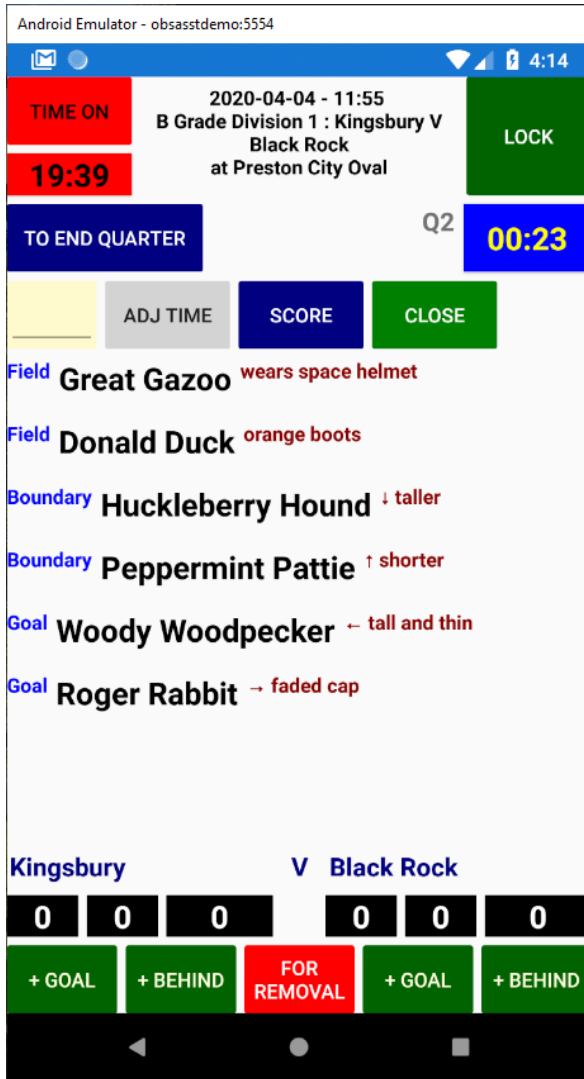 Android Emulator - obsasstdemo:5554
4:14
TIME ON
2020-04-04 - 11:55
B Grade Division 1 : Kingsbury V
Black Rock
at Preston City Oval
LOCK
19:39
TO END QUARTER
Q2
00:23
ADJ TIME
SCORE
CLOSE
Field Great Gazoo wears space helmet
Field Donald Duck orange boots
Boundary Huckleberry Hound ↓ taller
Boundary Peppermint Pattie ↑ shorter
Goal Woody Woodpecker ← tall and thin
Goal Roger Rabbit → faded cap
Kingsbury V Black Rock
0 0 0 0 0 0
+ GOAL
+ BEHIND
FOR
REMOVAL
+ GOAL
+ BEHIND